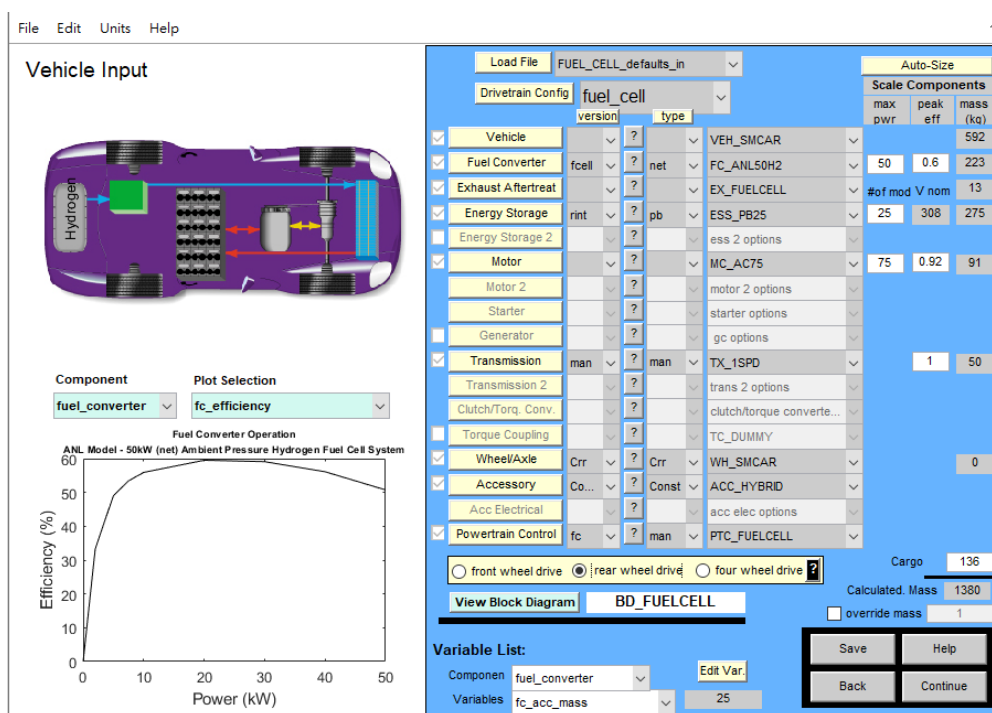 File Edit Units Help
Vehicle Input
Hydrogen
Component Plot Selection
fuel_converter fc_efficiency
Fuel Converter Operation
ANL Model - 50kW (net) Ambient Pressure Hydrogen Fuel Cell System
Efficiency (%)
60
50
40
30
20
10
0
0 10 20 30 40 50
Power (kW)
Load File FUEL_CELL_defaults_in
Auto-Size
Drivetrain Config fuel_cell
Scale Components
version type
max pwr peak eff mass (kg)
Vehicle ? VEH_SMCAR 592
Fuel Converter fcell ? net FC_ANL50H2 50 0.6 223
Exhaust Aftertreat ? EX_FUELCELL #of mod V nom 13
Energy Storage rint ? pb ESS_PB25 25 308 275
Energy Storage 2 ? ess 2 options
Motor ? MC_AC75 75 0.92 91
Motor 2 ? motor 2 options
Starter ? starter options
Generator ? gc options
Transmission man ? man TX_1SPD 1 50
Transmission 2 ? trans 2 options
Clutch/Torq. Conv. ? clutch/torque converte...
Torque Coupling ? TC_DUMMY
Wheel/Axle Crr ? Crr WH_SMCAR 0
Accessory Co... ? Const ACC_HYBRID
Acc Electrical ? acc elec options
Powertrain Control fc ? man PTC_FUELCELL
front wheel drive rear wheel drive four wheel drive ?
Cargo 136
Calculated. Mass 1380
View Block Diagram BD_FUELCELL
override mass 1
Variable List:
Componen fuel_converter Edit Var.
Variables fc_acc_mass 25
Save Help
Back Continue